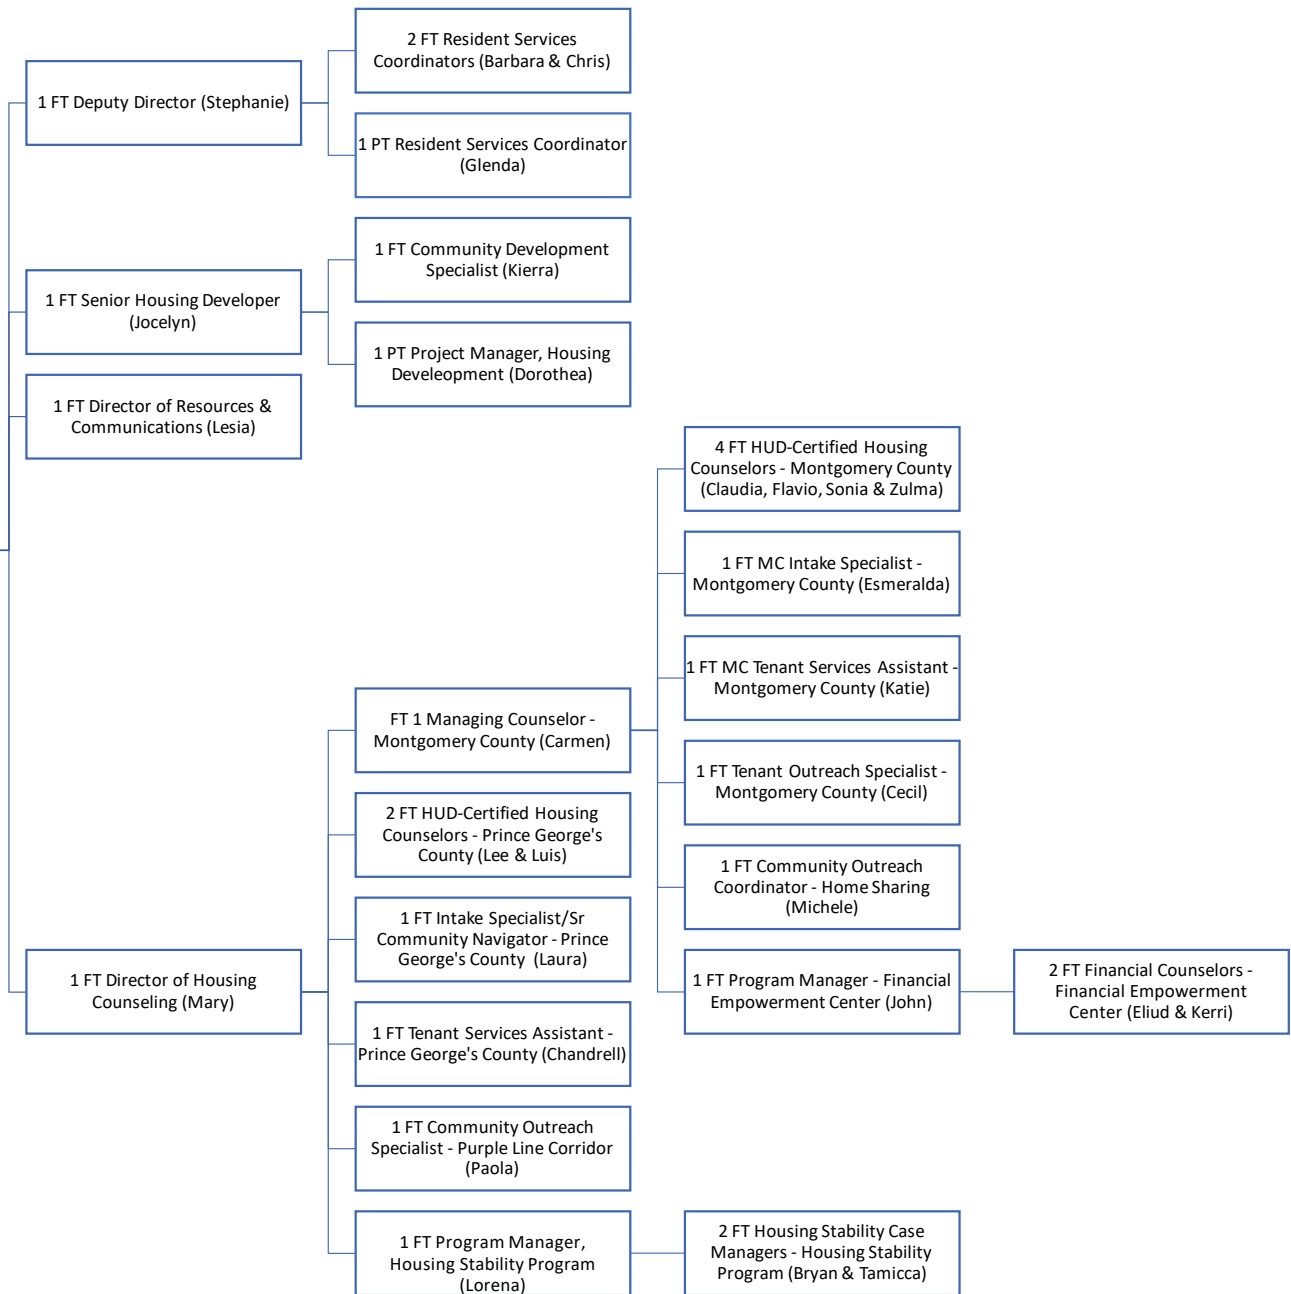 2 FT Resident Services
Coordinators (Barbara & Chris)
1 FT Deputy Director (Stephanie)
1 PT Resident Services Coordinator
(Glenda)
1 FT Community Development
Specialist (Kierra)
1 FT Senior Housing Developer
(Jocelyn)
1 PT Project Manager, Housing
Develeopment (Dorothea)
1 FT Director of Resources &
Communications (Lesia)
4 FT HUD-Certified Housing
Counselors - Montgomery County
(Claudia, Flavio, Sonia & Zulma)
1 FT MC Intake Specialist -
Montgomery County (Esmeralda)
1 FT MC Tenant Services Assistant -
Montgomery County (Katie)
FT 1 Managing Counselor -
Montgomery County (Carmen)
1 FT Tenant Outreach Specialist -
Montgomery County (Cecil)
2 FT HUD-Certified Housing
Counselors - Prince George's
County (Lee & Luis)
1 FT Community Outreach
Coordinator - Home Sharing
(Michele)
1 FT Intake Specialist/Sr
Community Navigator - Prince
George's County (Laura)
1 FT Director of Housing
Counseling (Mary)
1 FT Program Manager - Financial
Empowerment Center (John)
2 FT Financial Counselors -
Financial Empowerment
Center (Eliud & Kerri)
1 FT Tenant Services Assistant -
Prince George's County (Chandrell)
1 FT Community Outreach
Specialist - Purple Line Corridor
(Paola)
1 FT Program Manager,
Housing Stability Program
(Lorena)
2 FT Housing Stability Case
Managers - Housing Stability
Program (Bryan & Tamicca)